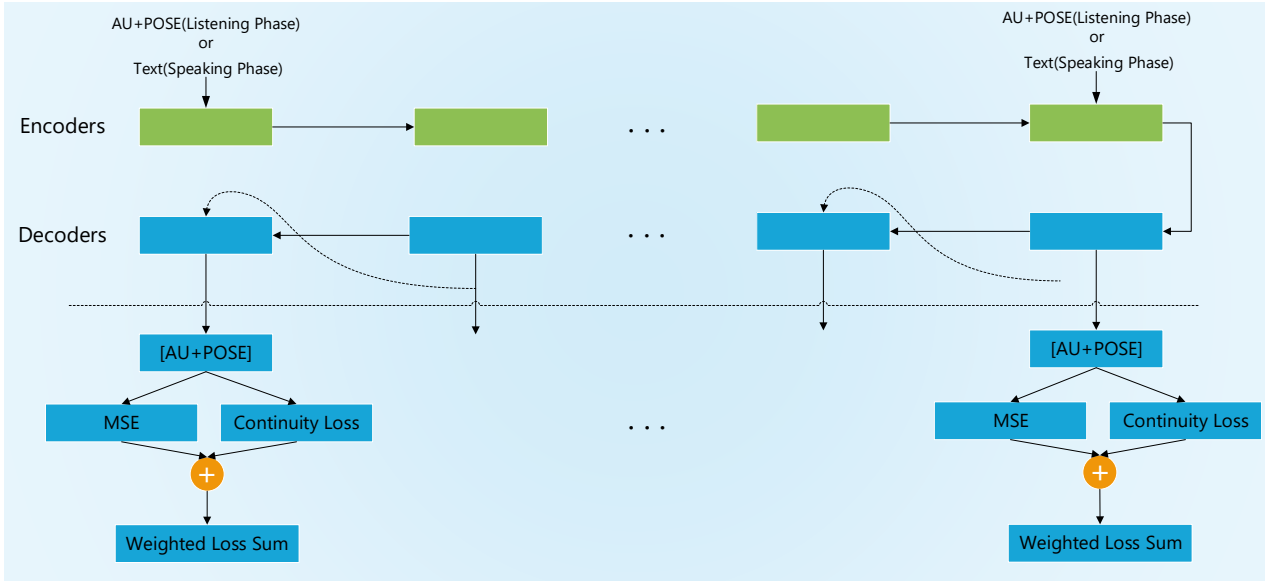 AU+POSE(Listening Phase)
or
Text(Speaking Phase)
AU+POSE(Listening Phase)
or
Text(Speaking Phase)
Encoders
. . .
Decoders
. . .
[AU+POSE]
[AU+POSE]
MSE
Continuity Loss
. . .
MSE
Continuity Loss
+
+
Weighted Loss Sum
Weighted Loss Sum